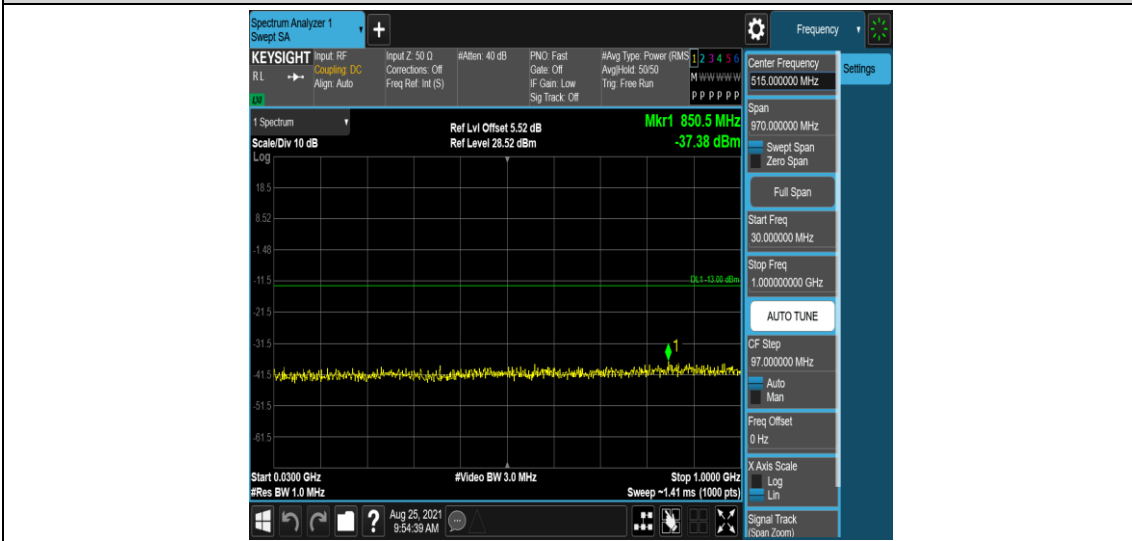 Spectrum Analyzer 1
Swept SA
+
Frequency
KEYSIGHT
R L
LXI
Input: RF
Coupling: DC
Align: Auto
Input Z: 50 Ω
Corrections: Off
Freq Ref: Int (S)
#Atten: 40 dB
PNO: Fast
Gate: Off
IF Gain: Low
Sig Track: Off
#Avg Type: Power (RMS
Avg|Hold: 50/50
Trig: Free Run
1 2 3 4 5 6
M W W W W W
P P P P P P
1 Spectrum
Scale/Div 10 dB
Log
Ref Lvl Offset 5.52 dB
Ref Level 28.52 dBm
Mkr1 850.5 MHz
-37.38 dBm
18.5
8.52
-1.48
-11.5
-21.5
-31.5
-41.5
-51.5
-61.5
DL1 -13.00 dBm
1
Start 0.0300 GHz
#Res BW 1.0 MHz
#Video BW 3.0 MHz
Stop 1.0000 GHz
Sweep ~1.41 ms (1000 pts)
Center Frequency
515.000000 MHz
Span
970.000000 MHz
Swept Span
Zero Span
Full Span
Start Freq
30.000000 MHz
Stop Freq
1.000000000 GHz
AUTO TUNE
CF Step
97.000000 MHz
Auto
Man
Freq Offset
0 Hz
X Axis Scale
Log
Lin
Signal Track
(Span Zoom)
Settings
?
Aug 25, 2021
9:54:39 AM